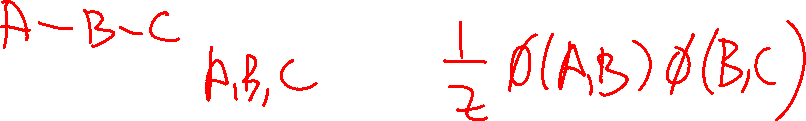 A-B-C
A,B,C
1/z ϕ(A,B) ϕ(B,C)